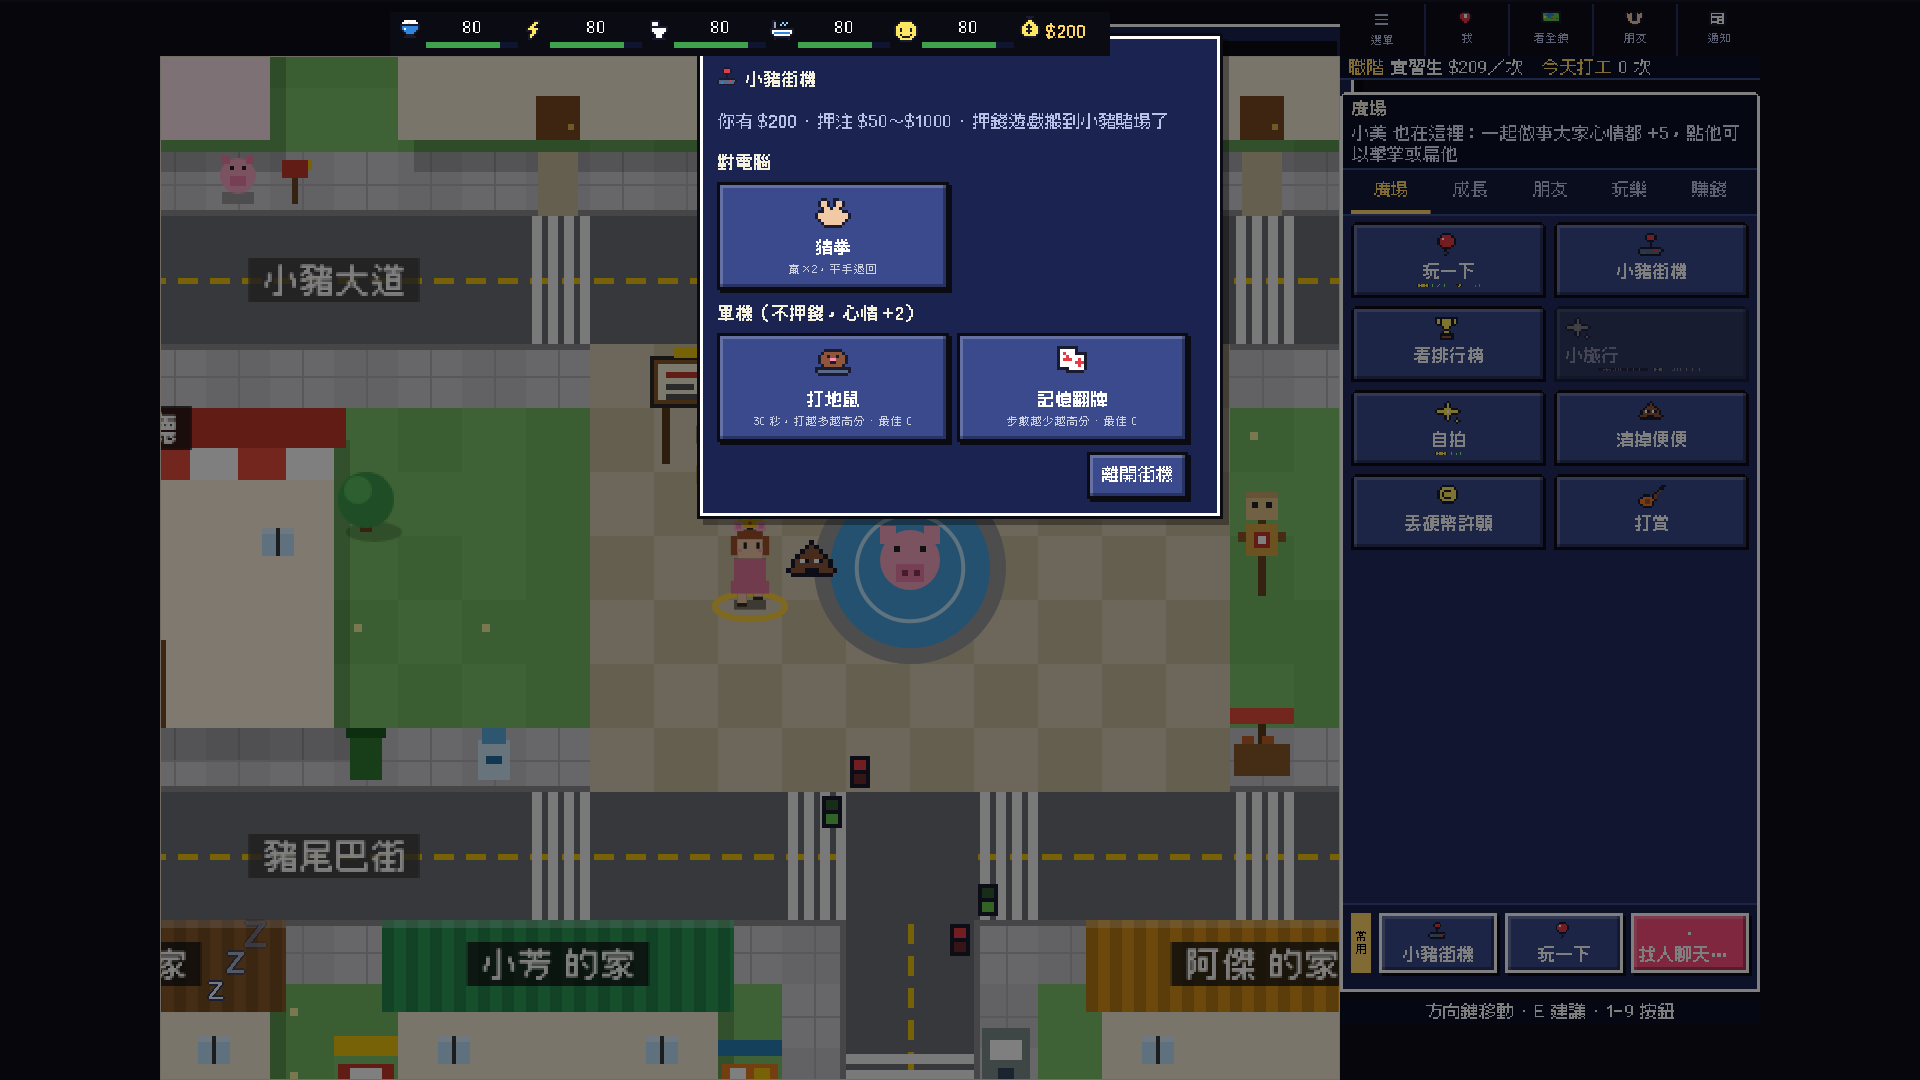 80 80 80 80 80 $200
選單 我 看全鎮 朋友 通知
職階 實習生 $209／次 今天打工 0 次
小豬街機
你有 $200 · 押注 $50～$1000 · 押錢遊戲搬到小豬賭場了
對電腦
猜拳
贏×2，平手退回
單機（不押錢，心情+2）
打地鼠
30 秒，打越多越高分 · 最佳 0
記憶翻牌
步數越少越高分 · 最佳 0
離開街機
廣場
小美 也在這裡：一起做事大家心情都 +5，點他可
以擊掌或扁他
廣場 成長 朋友 玩樂 賺錢
玩一下
小豬街機
看排行榜
小旅行
自拍
清掉便便
丟硬幣許願
打賞
常用
小豬街機
玩一下
找人聊天⋯
方向鍵移動 · E 建議 · 1-9 按鈕
小豬大道
豬尾巴街
家
Z
Z
Z
小芳 的家
阿傑 的家